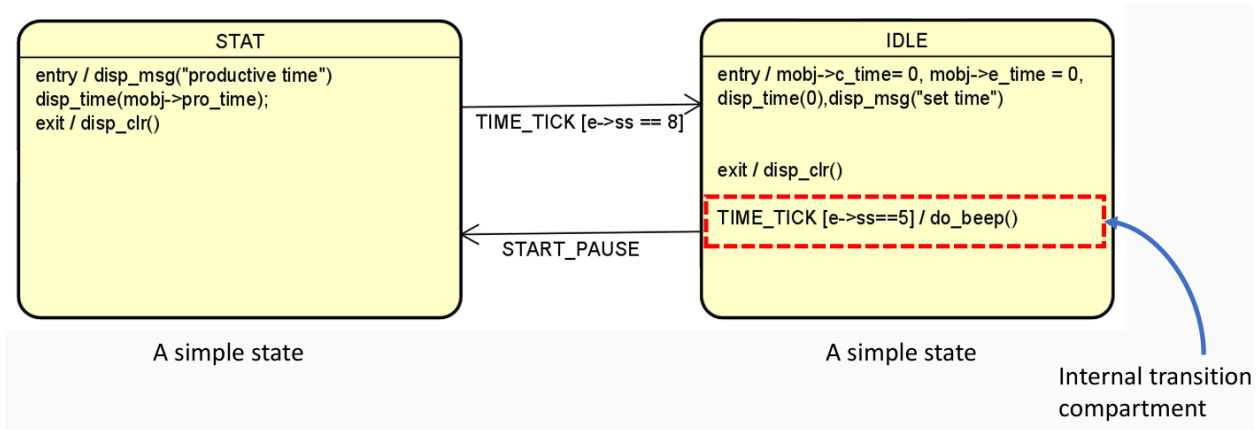 STAT
entry / disp_msg("productive time")
disp_time(mobj->pro_time);
exit / disp_clr()
TIME_TICK [e->ss == 8]
START_PAUSE
IDLE
entry / mobj->c_time= 0, mobj->e_time = 0,
disp_time(0),disp_msg("set time")
exit / disp_clr()
TIME_TICK [e->ss==5] / do_beep()
A simple state
A simple state
Internal transition
compartment